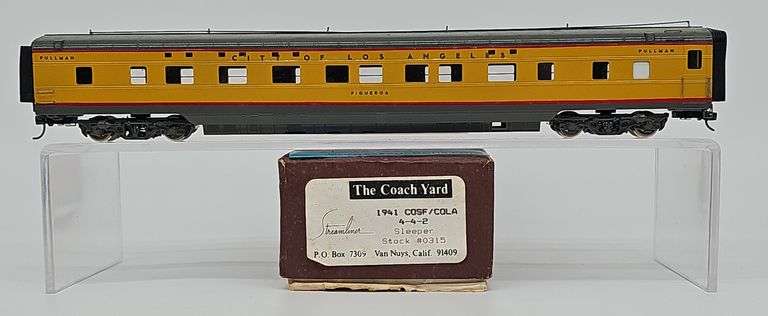 PULLMAN CITY OF LOS ANGELES PULLMAN
FIGUEROA
The Coach Yard
1941 COSF/COLA
4-4-2
Streamliner Sleeper
Stock #0315
P.O. Box 7309 Van Nuys, Calif. 91409